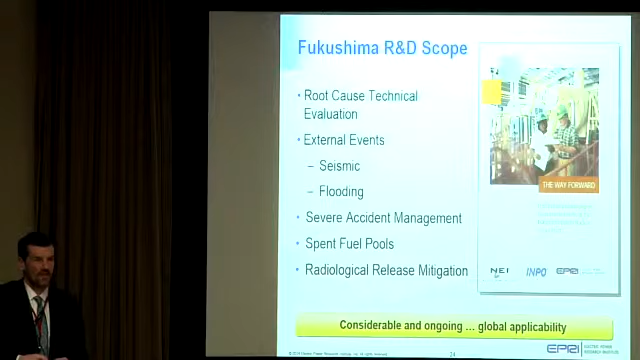 Fukushima R&D Scope
• Root Cause Technical
Evaluation
• External Events
– Seismic
– Flooding
• Severe Accident Management
• Spent Fuel Pools
• Radiological Release Mitigation
THE WAY FORWARD
NEI
INPO
EPRI
Considerable and ongoing ... global applicability
24
EPRI